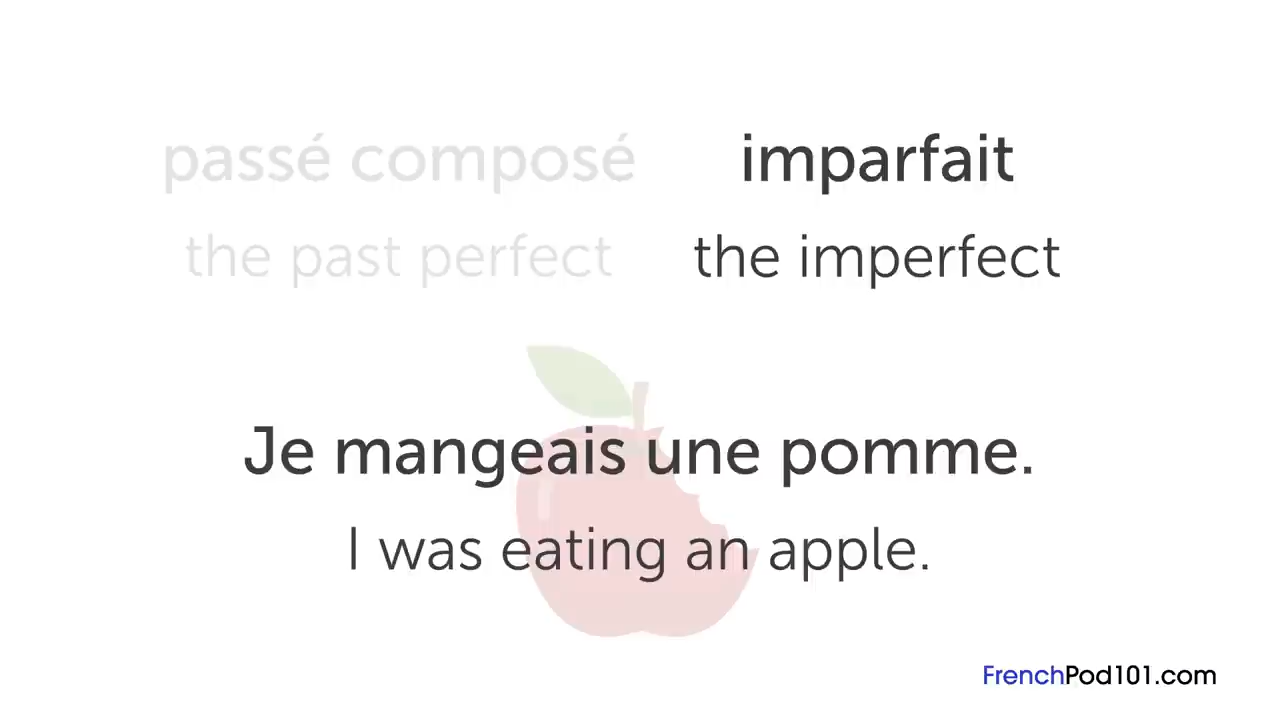 passé composé
imparfait
the past perfect
the imperfect
Je mangeais une pomme.
I was eating an apple.
FrenchPod101.com